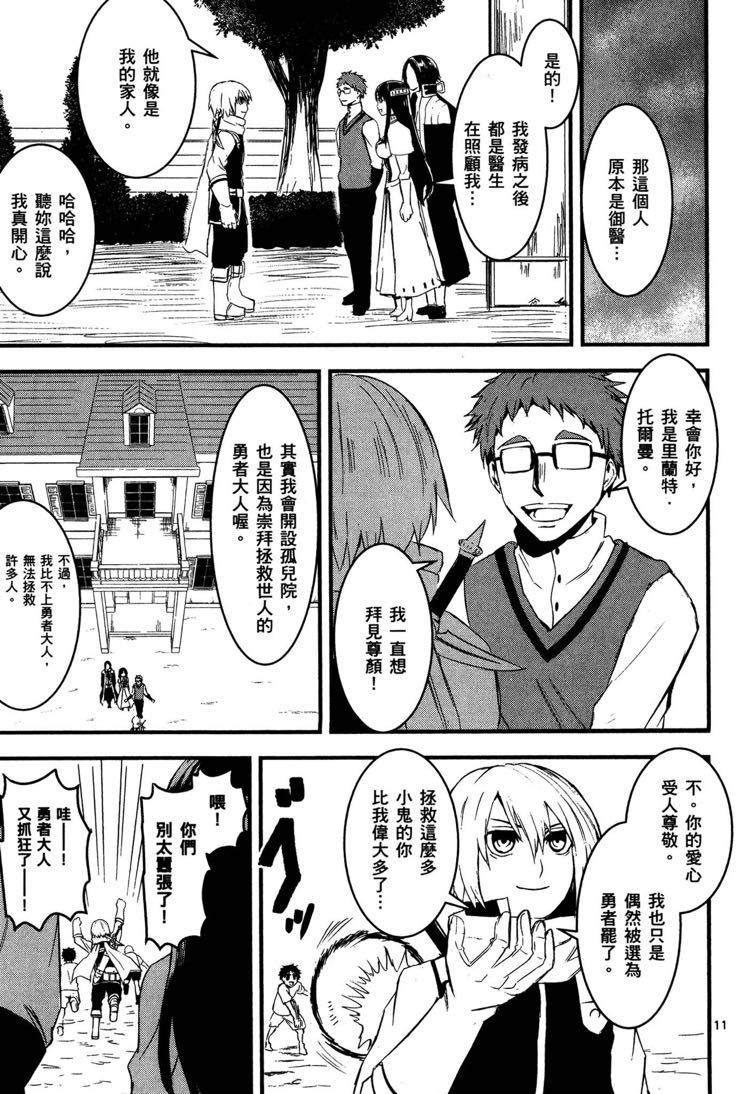 那這個人
原本是御醫…
是的！
我發病之後
都是醫生
在照顧我…
他就像是
我的家人。
哈哈哈，
聽妳這麼說
我真開心。
幸會你好，
我是里蘭特·
托爾曼。
我一直想
拜見尊顏！
其實我會開設孤兒院，
也是因為崇拜拯救世人的
勇者大人喔。
不過，
我比不上勇者大人，
無法拯救
許多人。
不。你的愛心
受人尊敬。
我也只是
偶然被選為
勇者罷了。
拯救這麼多
小鬼的你
比我偉大多了…
喂！
你們
別太囂張了！
哇——！
勇者大人
又抓狂了——！
11